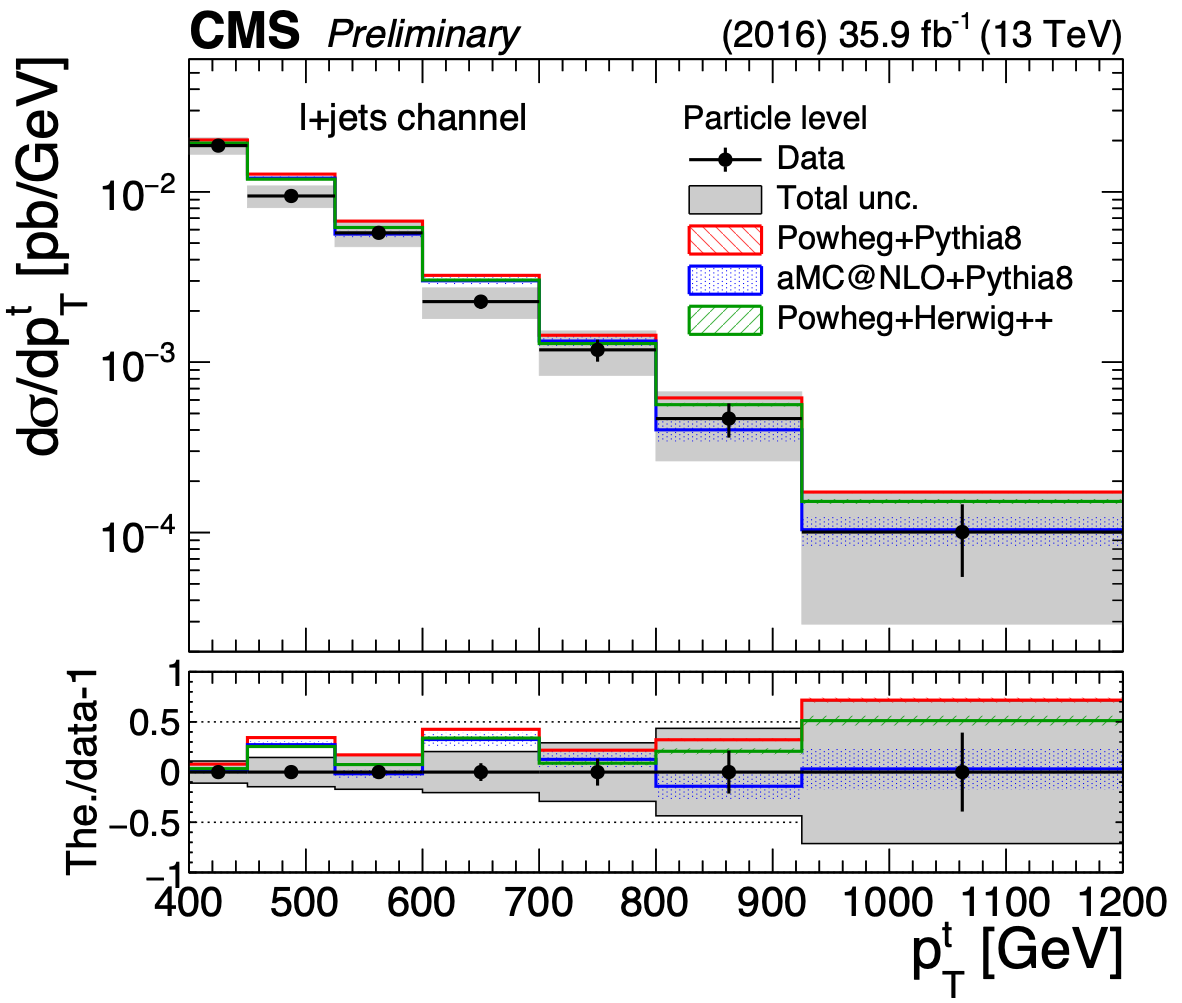 CMS Preliminary (2016) 35.9 fb⁻¹ (13 TeV)
l+jets channel
Particle level
Data
Total unc.
Powheg+Pythia8
aMC@NLO+Pythia8
Powheg+Herwig++
dσ/dp_T^t [pb/GeV]
10⁻²
10⁻³
10⁻⁴
The./data-1
1
0.5
0
−0.5
−1
400 500 600 700 800 900 1000 1100 1200
p_T^t [GeV]